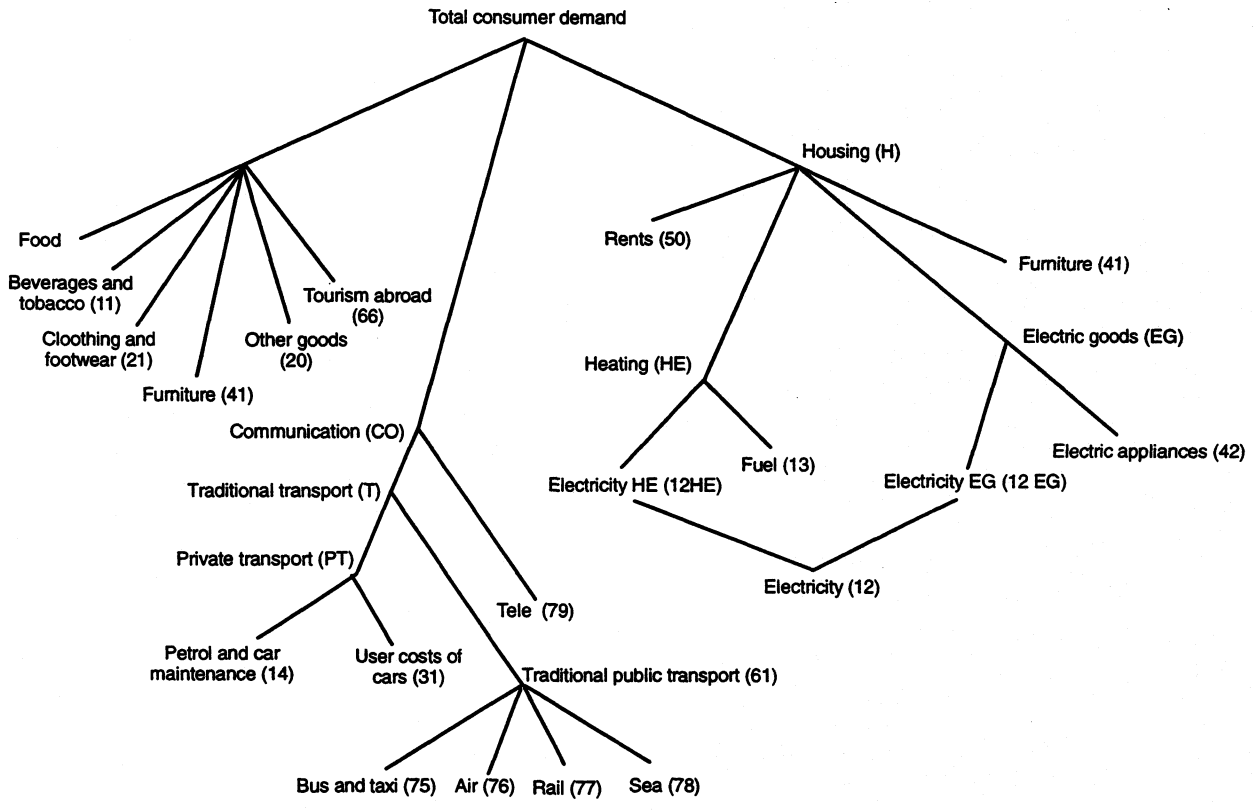 Total consumer demand
Housing (H)
Food
Rents (50)
Furniture (41)
Beverages and
tobacco (11)
Tourism abroad
(66)
Cloothing and
footwear (21)
Other goods
(20)
Electric goods (EG)
Heating (HE)
Furniture (41)
Communication (CO)
Electric appliances (42)
Fuel (13)
Electricity HE (12HE)
Electricity EG (12 EG)
Traditional transport (T)
Private transport (PT)
Electricity (12)
Tele (79)
Petrol and car
maintenance (14)
User costs of
cars (31)
Traditional public transport (61)
Bus and taxi (75)
Air (76)
Rail (77)
Sea (78)